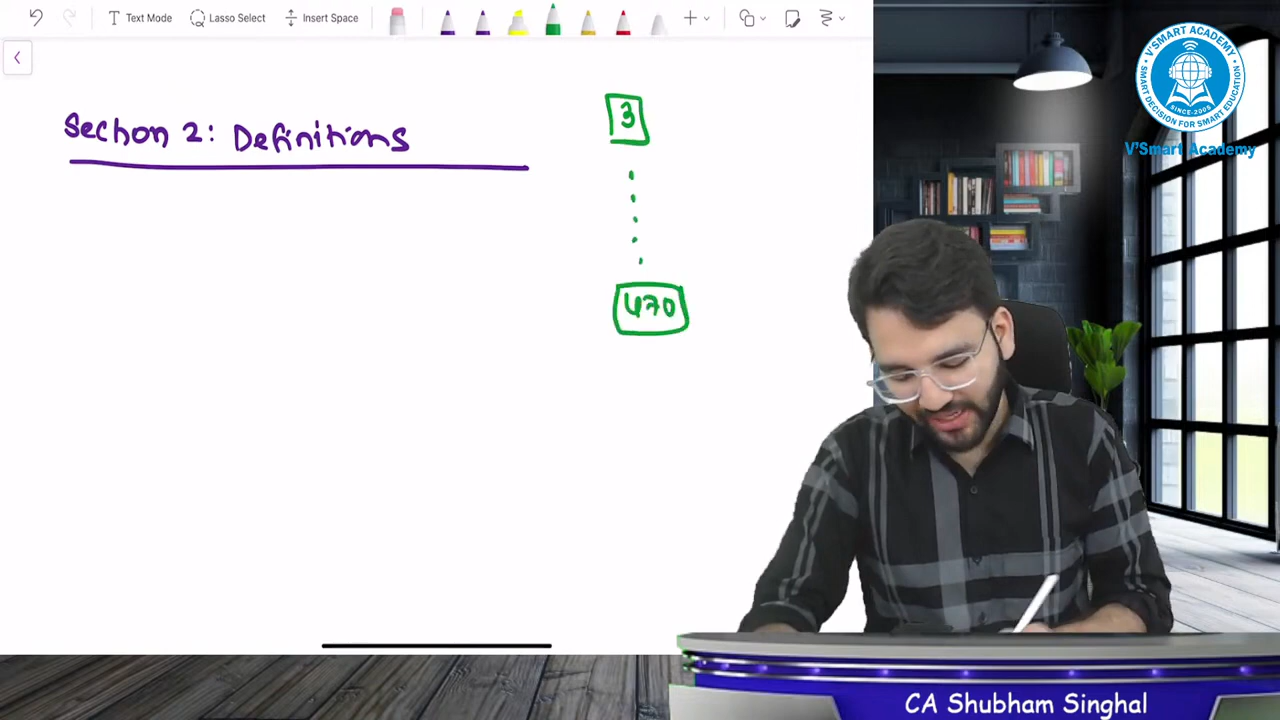 Text Mode
Lasso Select
Insert Space
Section 2: Definitions
3
470
V'SMART ACADEMY
SINCE-2005
SMART DECISION FOR SMART EDUCATION
V'Smart Academy
CA Shubham Singhal